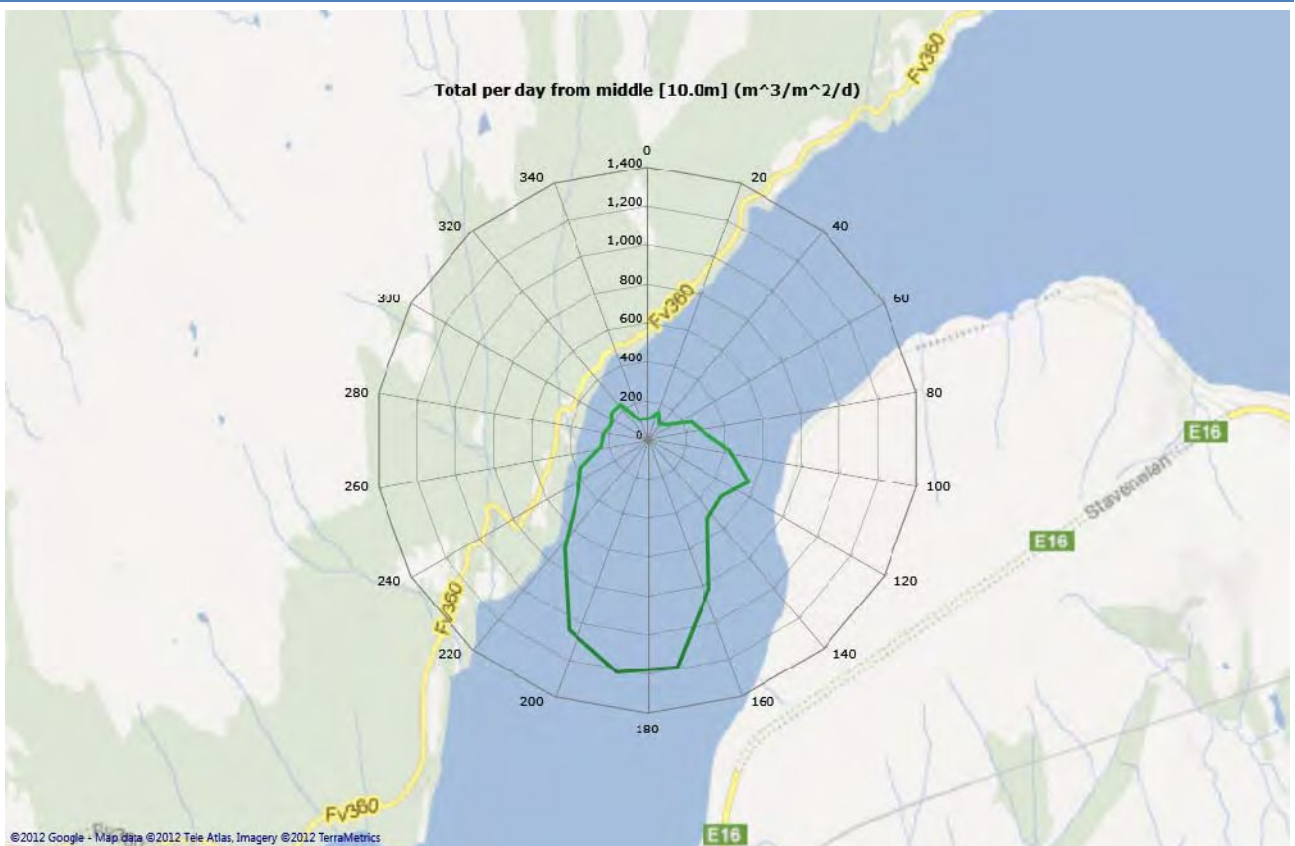 Fv360
Total per day from middle [10.0m] (m^3/m^2/d)
0
1,400
340
20
1,200
320
40
1,000
300
800
60
Fv360
600
400
280
80
200
0
E16
Stavenelen
260
100
E16
240
120
Fv360
220
140
200
160
180
Fv360
E16
©2012 Google - Map data ©2012 Tele Atlas, Imagery ©2012 TerraMetrics